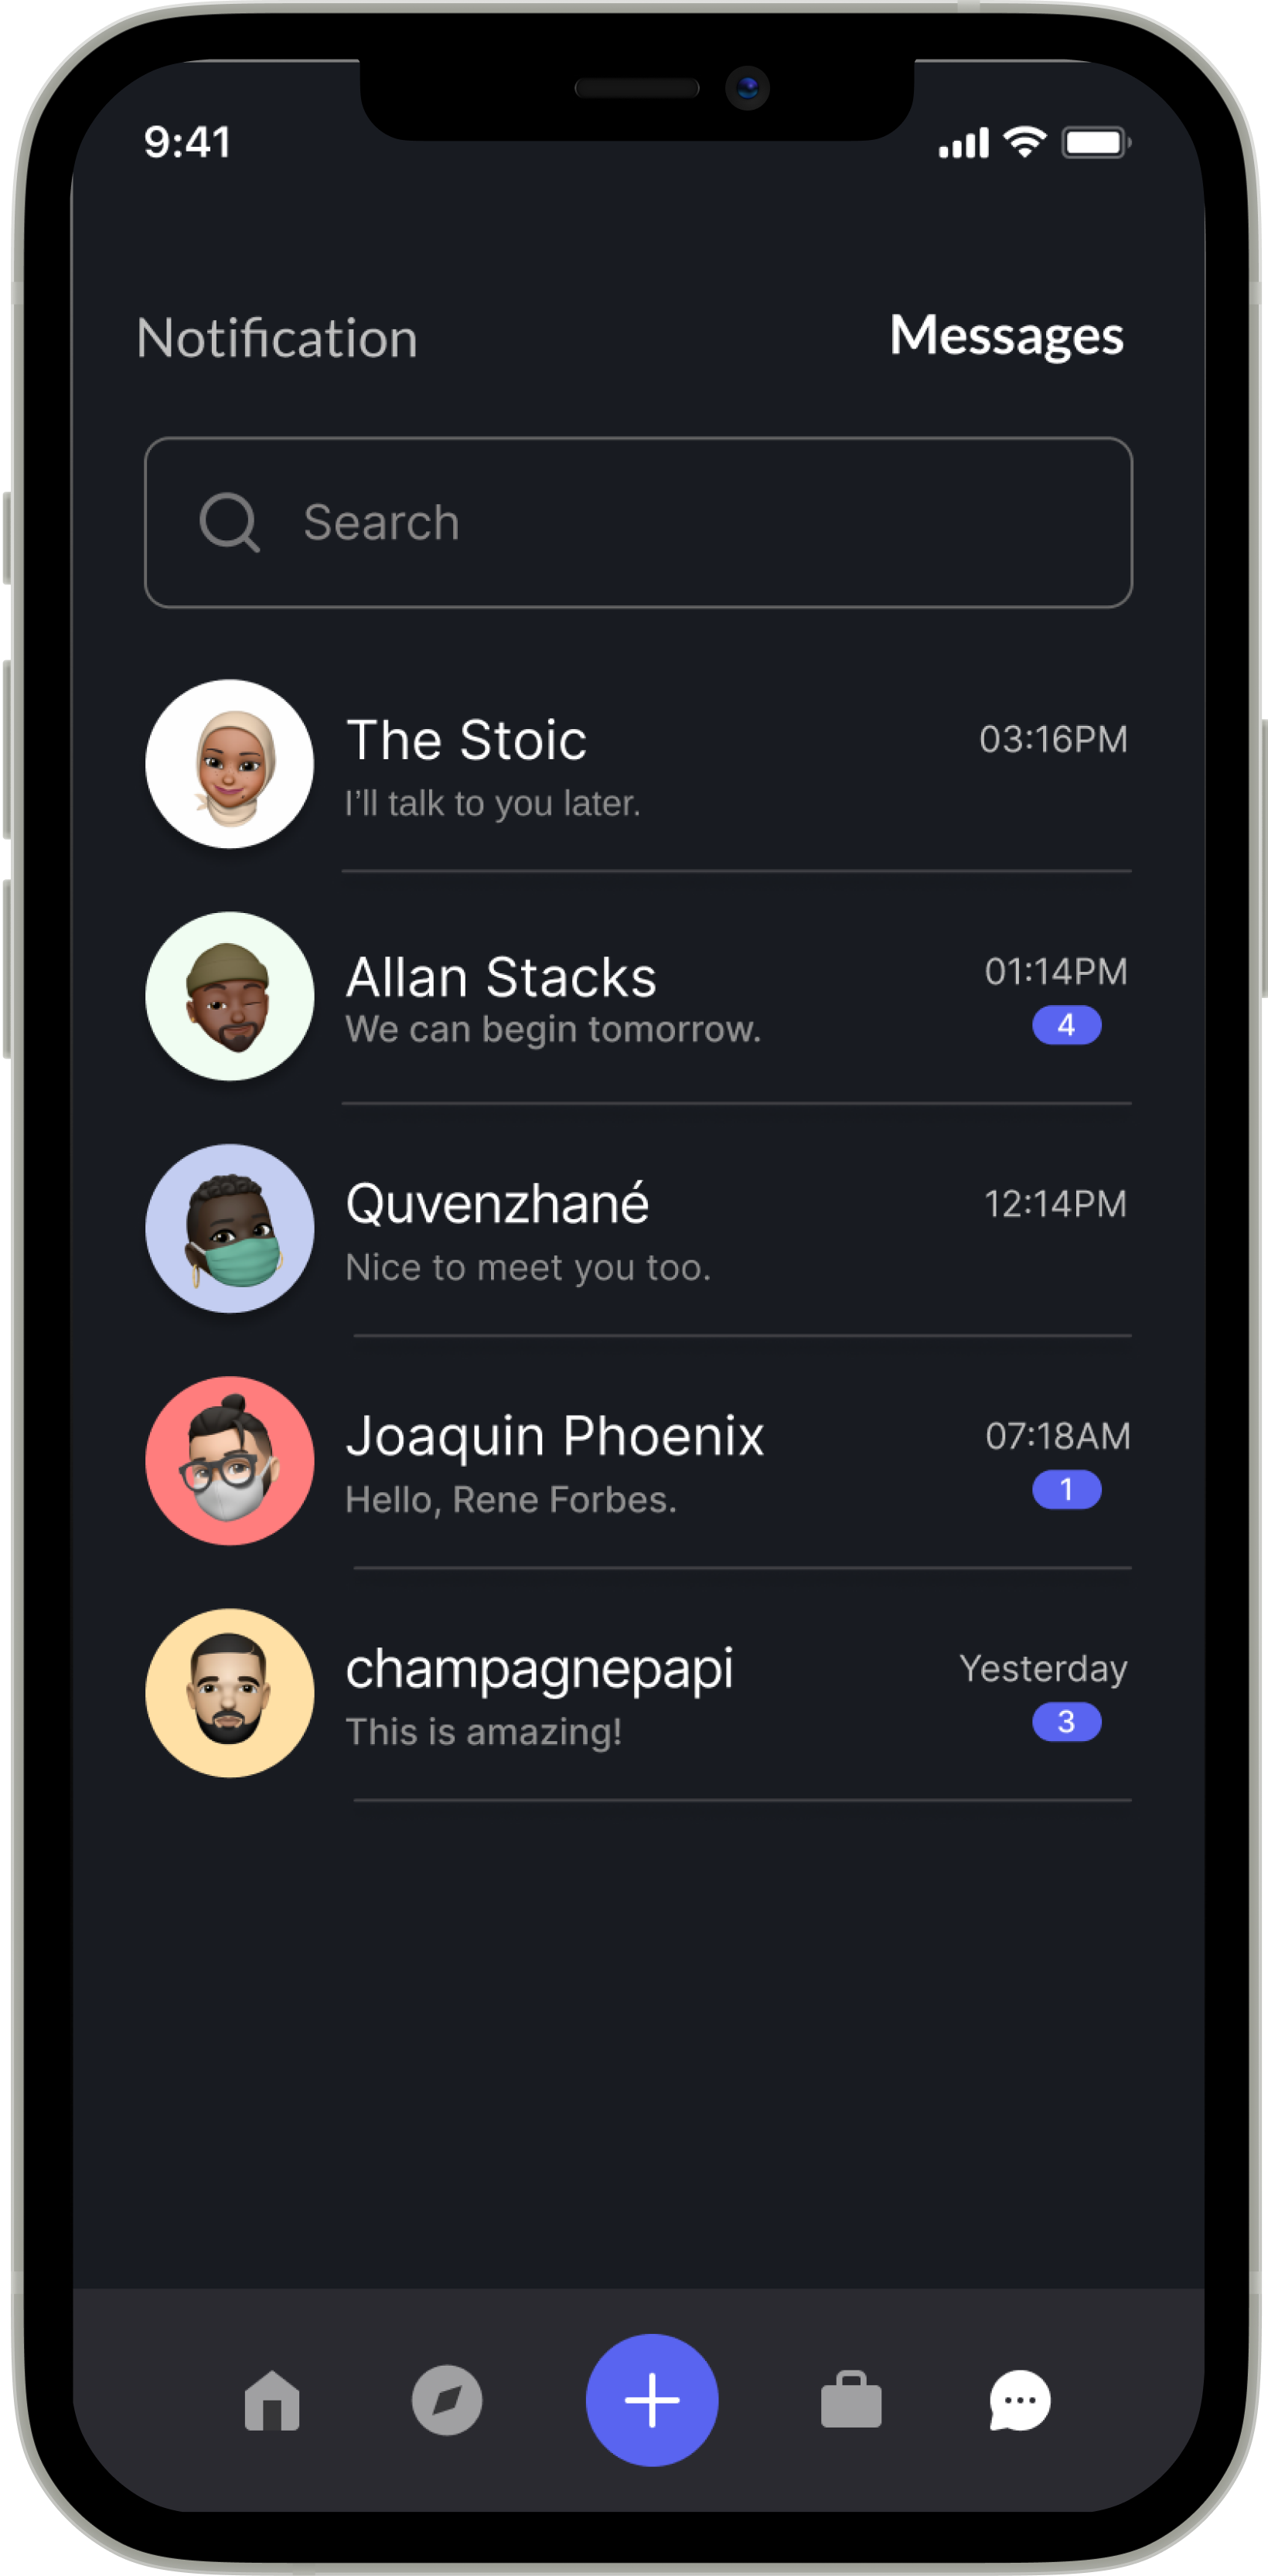 9:41
Notification Messages
Search
The Stoic 03:16PM
I’ll talk to you later.
Allan Stacks 01:14PM
We can begin tomorrow. 4
Quvenzhané 12:14PM
Nice to meet you too.
Joaquin Phoenix 07:18AM
Hello, Rene Forbes. 1
champagnepapi Yesterday
This is amazing! 3